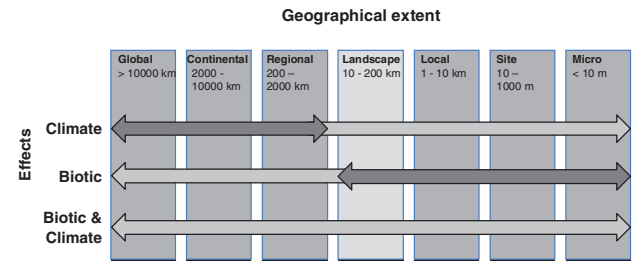 Geographical extent
Global
> 10000 km
Continental
2000 -
10000 km
Regional
200 –
2000 km
Landscape
10 - 200 km
Local
1 - 10 km
Site
10 –
1000 m
Micro
< 10 m
Effects
Climate
Biotic
Biotic &
Climate